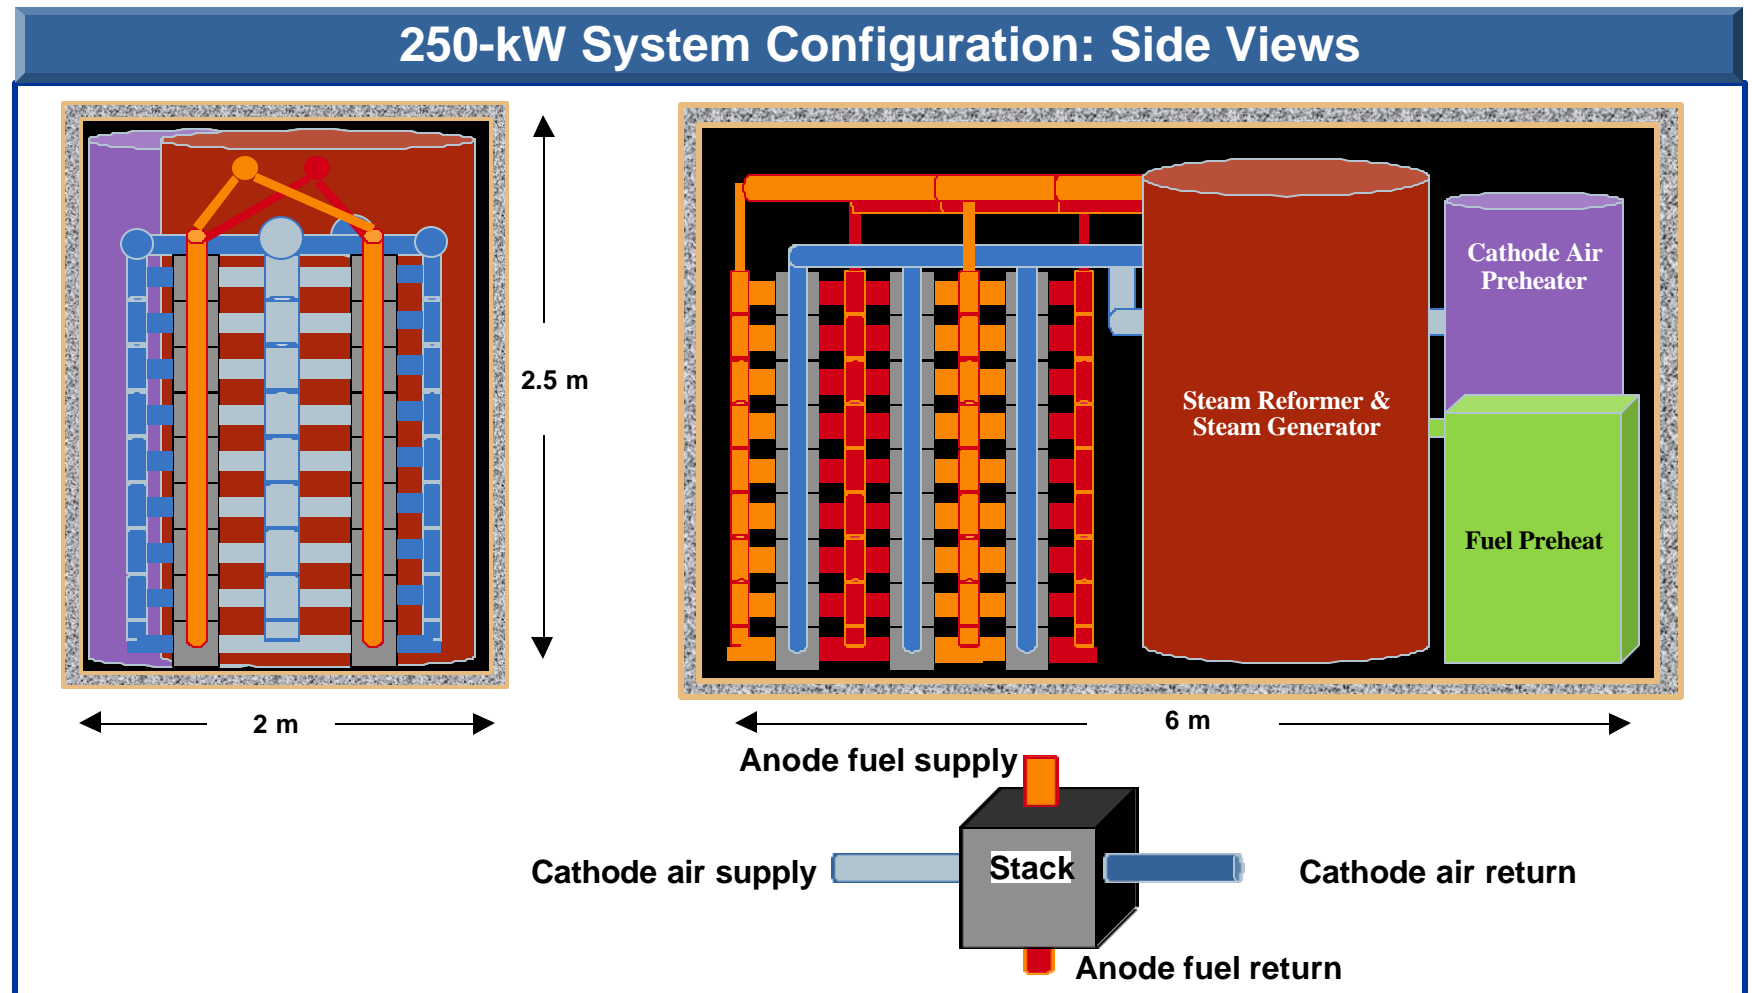 250-kW System Configuration: Side Views
2.5 m
Cathode Air
Preheater
Steam Reformer &
Steam Generator
Fuel Preheat
2 m
6 m
Anode fuel supply
Cathode air supply
Stack
Cathode air return
Anode fuel return